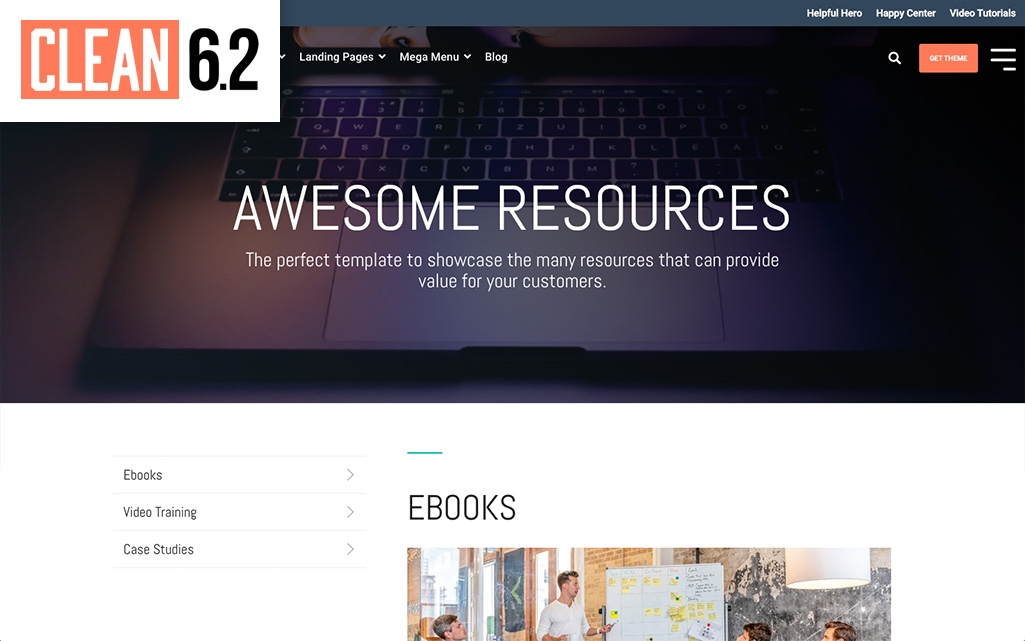 Helpful Hero Happy Center Video Tutorials
CLEAN 6.2
Landing Pages Mega Menu Blog
GET THEME
AWESOME RESOURCES
The perfect template to showcase the many resources that can provide
value for your customers.
Ebooks
Video Training
Case Studies
EBOOKS